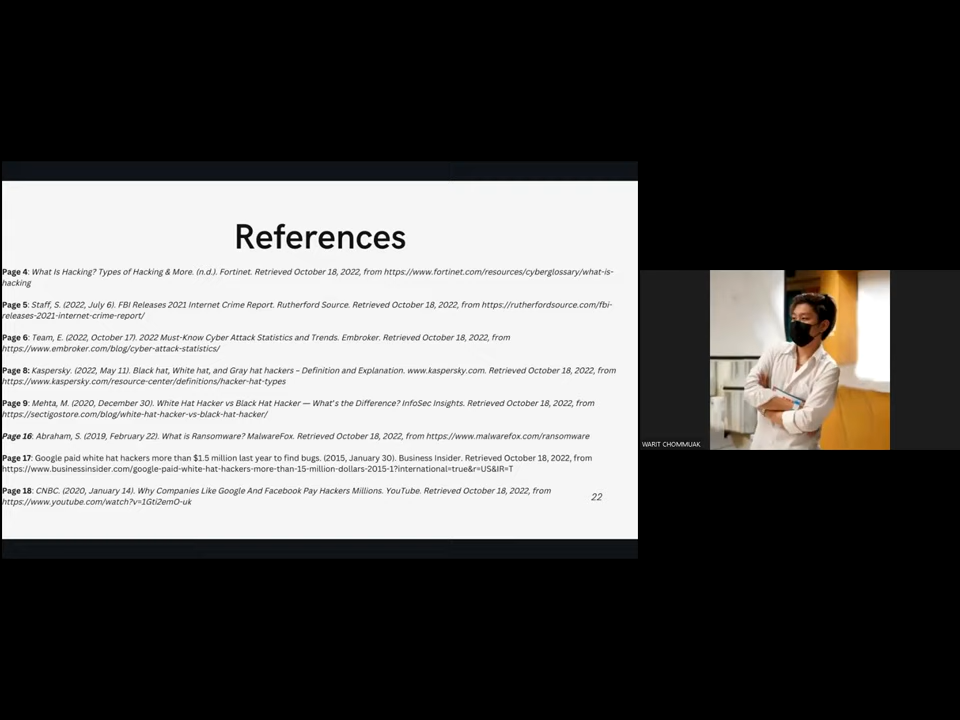 References
Page 4: What Is Hacking? Types of Hacking & More. (n.d.). Fortinet. Retrieved October 18, 2022, from https://www.fortinet.com/resources/cyberglossary/what-is-
hacking
Page 5: Staff, S. (2022, July 6). FBI Releases 2021 Internet Crime Report. Rutherford Source. Retrieved October 18, 2022, from https://rutherfordsource.com/fbi-
releases-2021-internet-crime-report/
Page 6: Team, E. (2022, October 17). 2022 Must-Know Cyber Attack Statistics and Trends. Embroker. Retrieved October 18, 2022, from
https://www.embroker.com/blog/cyber-attack-statistics/
Page 8: Kaspersky. (2022, May 11). Black hat, White hat, and Gray hat hackers – Definition and Explanation. www.kaspersky.com. Retrieved October 18, 2022, from
https://www.kaspersky.com/resource-center/definitions/hacker-hat-types
Page 9: Mehta, M. (2020, December 30). White Hat Hacker vs Black Hat Hacker — What's the Difference? InfoSec Insights. Retrieved October 18, 2022, from
https://sectigostore.com/blog/white-hat-hacker-vs-black-hat-hacker/
Page 16: Abraham, S. (2019, February 22). What is Ransomware? MalwareFox. Retrieved October 18, 2022, from https://www.malwarefox.com/ransomware
Page 17: Google paid white hat hackers more than $1.5 million last year to find bugs. (2015, January 30). Business Insider. Retrieved October 18, 2022, from
https://www.businessinsider.com/google-paid-white-hat-hackers-more-than-15-million-dollars-2015-1?international=true&r=US&IR=T
Page 18: CNBC. (2020, January 14). Why Companies Like Google And Facebook Pay Hackers Millions. YouTube. Retrieved October 18, 2022, from
https://www.youtube.com/watch?v=1Gti2emO-uk
22
WARIT CHOMMUAK